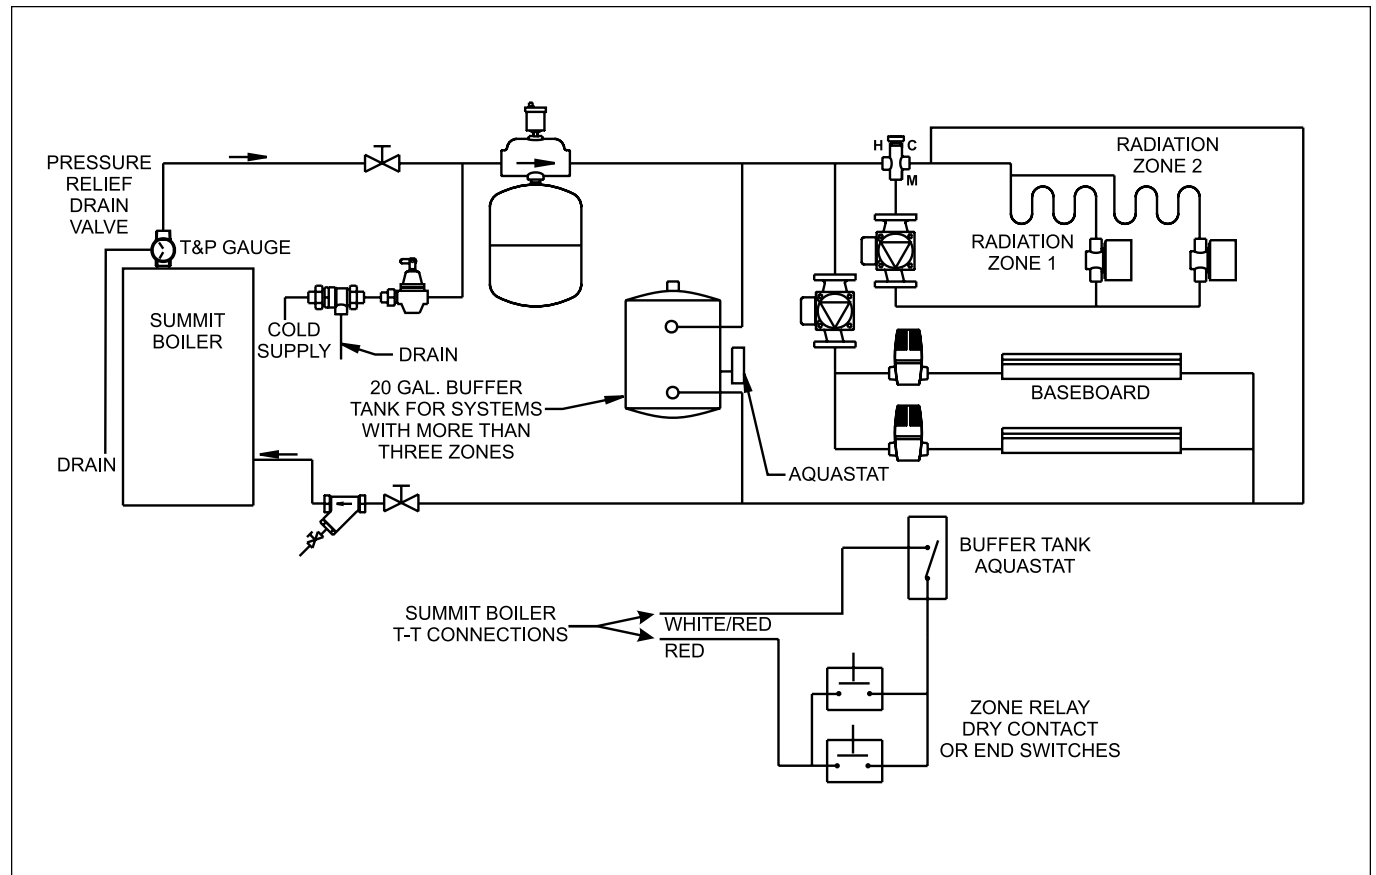 PRESSURE
RELIEF
DRAIN
VALVE
T&P GAUGE
SUMMIT
BOILER
DRAIN
COLD
SUPPLY
DRAIN
20 GAL. BUFFER
TANK FOR SYSTEMS
WITH MORE THAN
THREE ZONES
AQUASTAT
H
C
M
RADIATION
ZONE 2
RADIATION
ZONE 1
BASEBOARD
BUFFER TANK
AQUASTAT
SUMMIT BOILER
T-T CONNECTIONS
WHITE/RED
RED
ZONE RELAY
DRY CONTACT
OR END SWITCHES